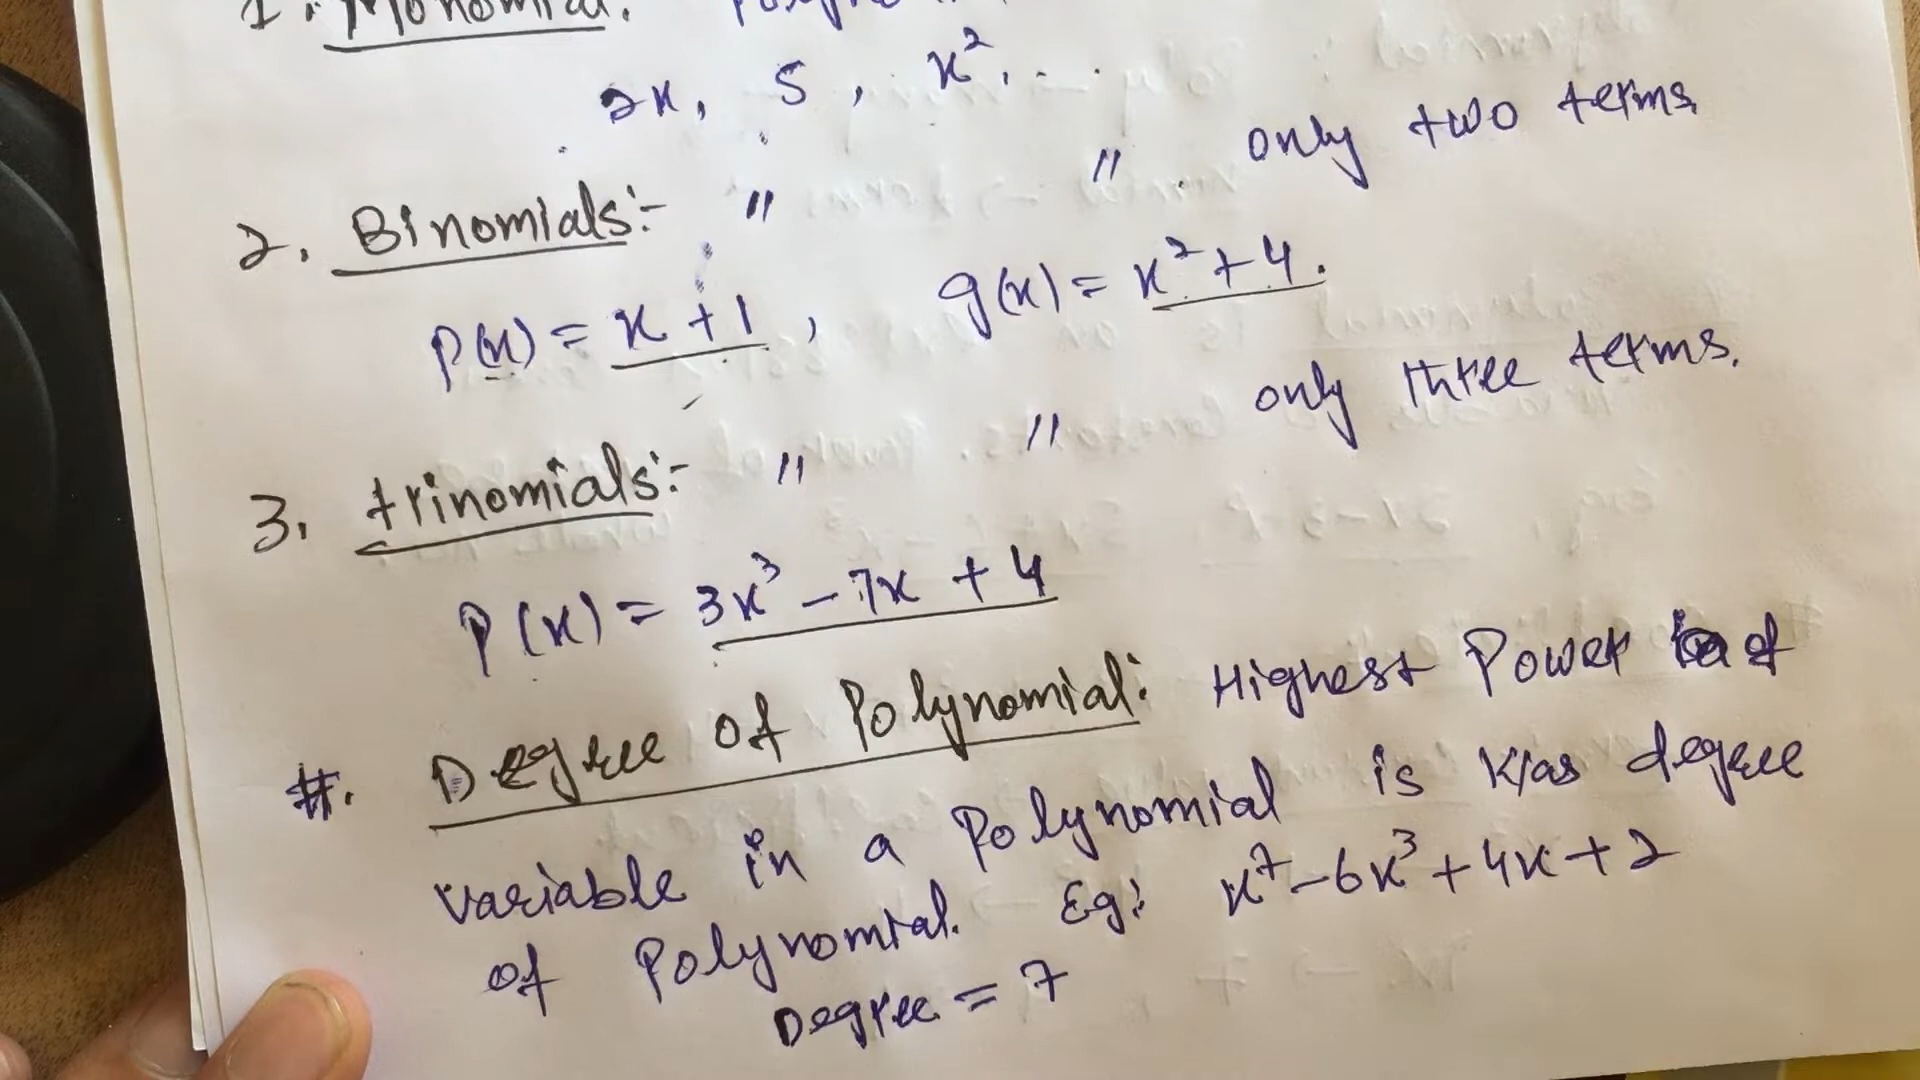 1. Monomial:
2x, 5, x², . . .
2. Binomials:- " " only two terms
P(x) = x + 1, g(x) = x² + 4.
3. trinomials:- " " only three terms.
P(x) = 3x³ - 7x + 4
#. Degree of Polynomial: Highest Power of
variable in a Polynomial is K/as degree
of Polynomial. Eg: x⁷ - 6x³ + 4x + 2
Degree = 7